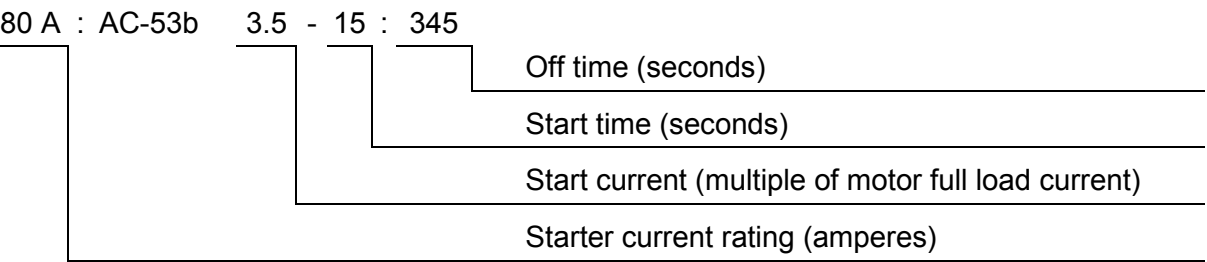 80 A : AC-53b 3.5 - 15 : 345
Off time (seconds)
Start time (seconds)
Start current (multiple of motor full load current)
Starter current rating (amperes)